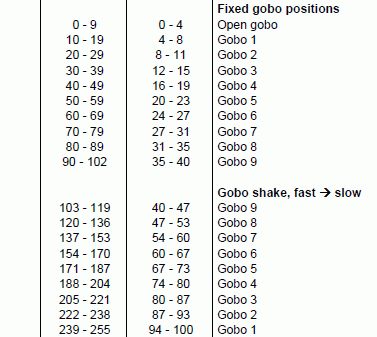 Fixed gobo positions
0 - 9 0 - 4 Open gobo
10 - 19 4 - 8 Gobo 1
20 - 29 8 - 11 Gobo 2
30 - 39 12 - 15 Gobo 3
40 - 49 16 - 19 Gobo 4
50 - 59 20 - 23 Gobo 5
60 - 69 24 - 27 Gobo 6
70 - 79 27 - 31 Gobo 7
80 - 89 31 - 35 Gobo 8
90 - 102 35 - 40 Gobo 9
Gobo shake, fast → slow
103 - 119 40 - 47 Gobo 9
120 - 136 47 - 53 Gobo 8
137 - 153 54 - 60 Gobo 7
154 - 170 60 - 67 Gobo 6
171 - 187 67 - 73 Gobo 5
188 - 204 74 - 80 Gobo 4
205 - 221 80 - 87 Gobo 3
222 - 238 87 - 93 Gobo 2
239 - 255 94 - 100 Gobo 1